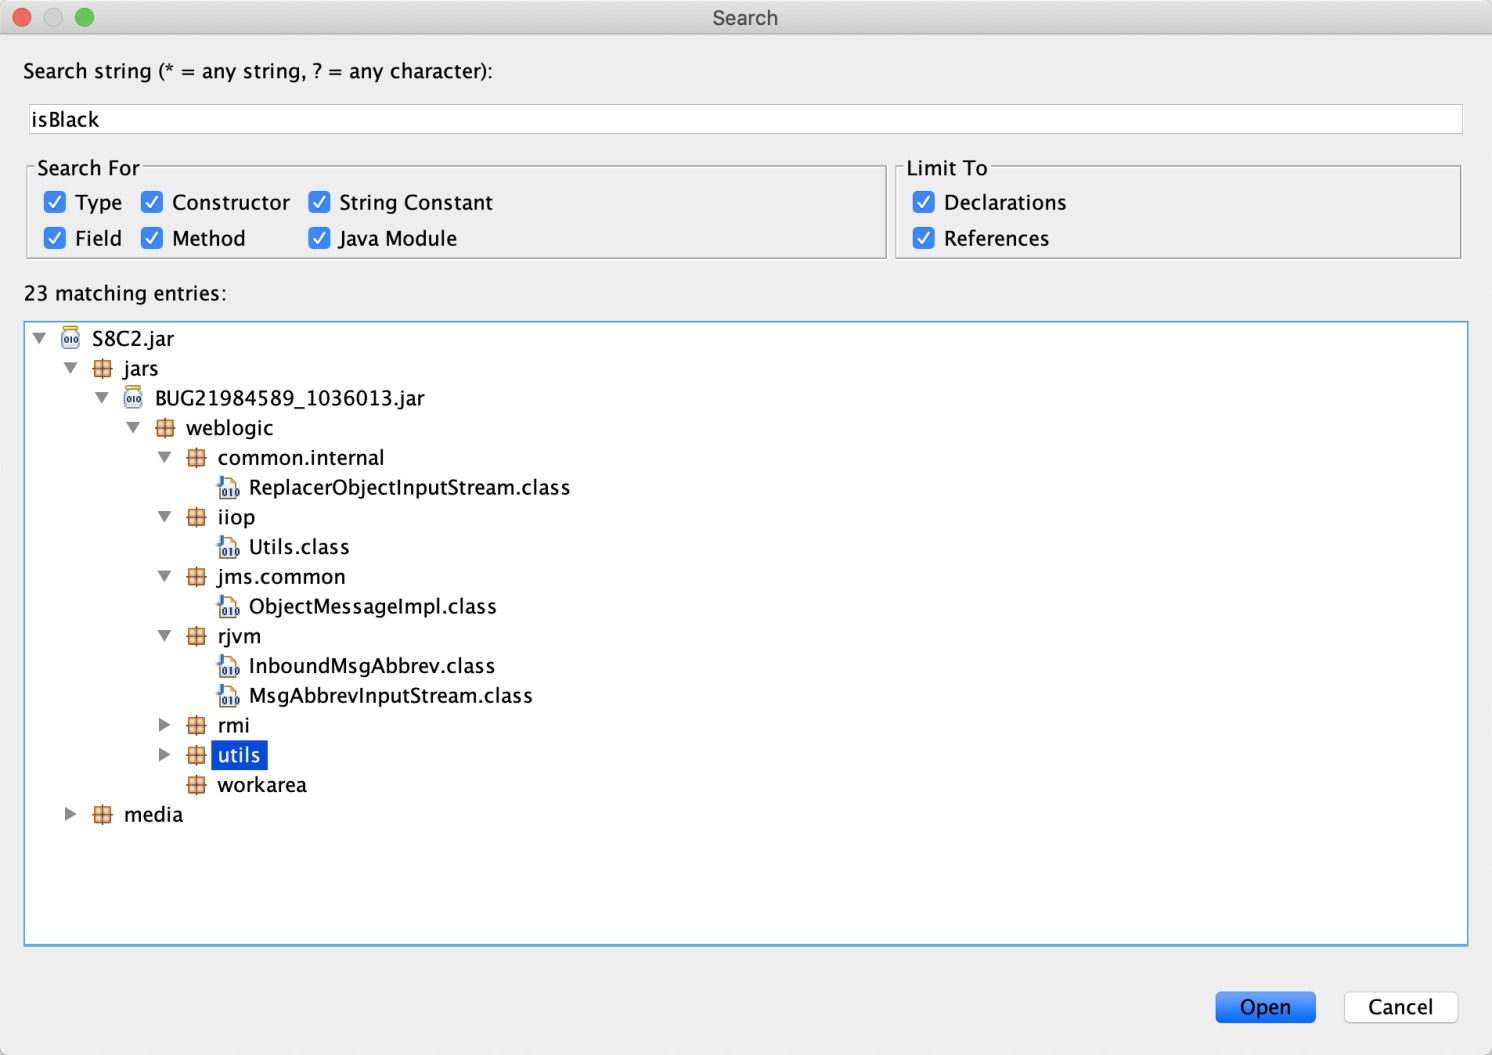 Search
Search string (* = any string, ? = any character):
isBlack
Search For
Limit To
Type Constructor String Constant
Declarations
Field Method Java Module
References
23 matching entries:
S8C2.jar
jars
BUG21984589_1036013.jar
weblogic
common.internal
ReplacerObjectInputStream.class
iiop
Utils.class
jms.common
ObjectMessageImpl.class
rjvm
InboundMsgAbbrev.class
MsgAbbrevInputStream.class
rmi
utils
workarea
media
Open Cancel